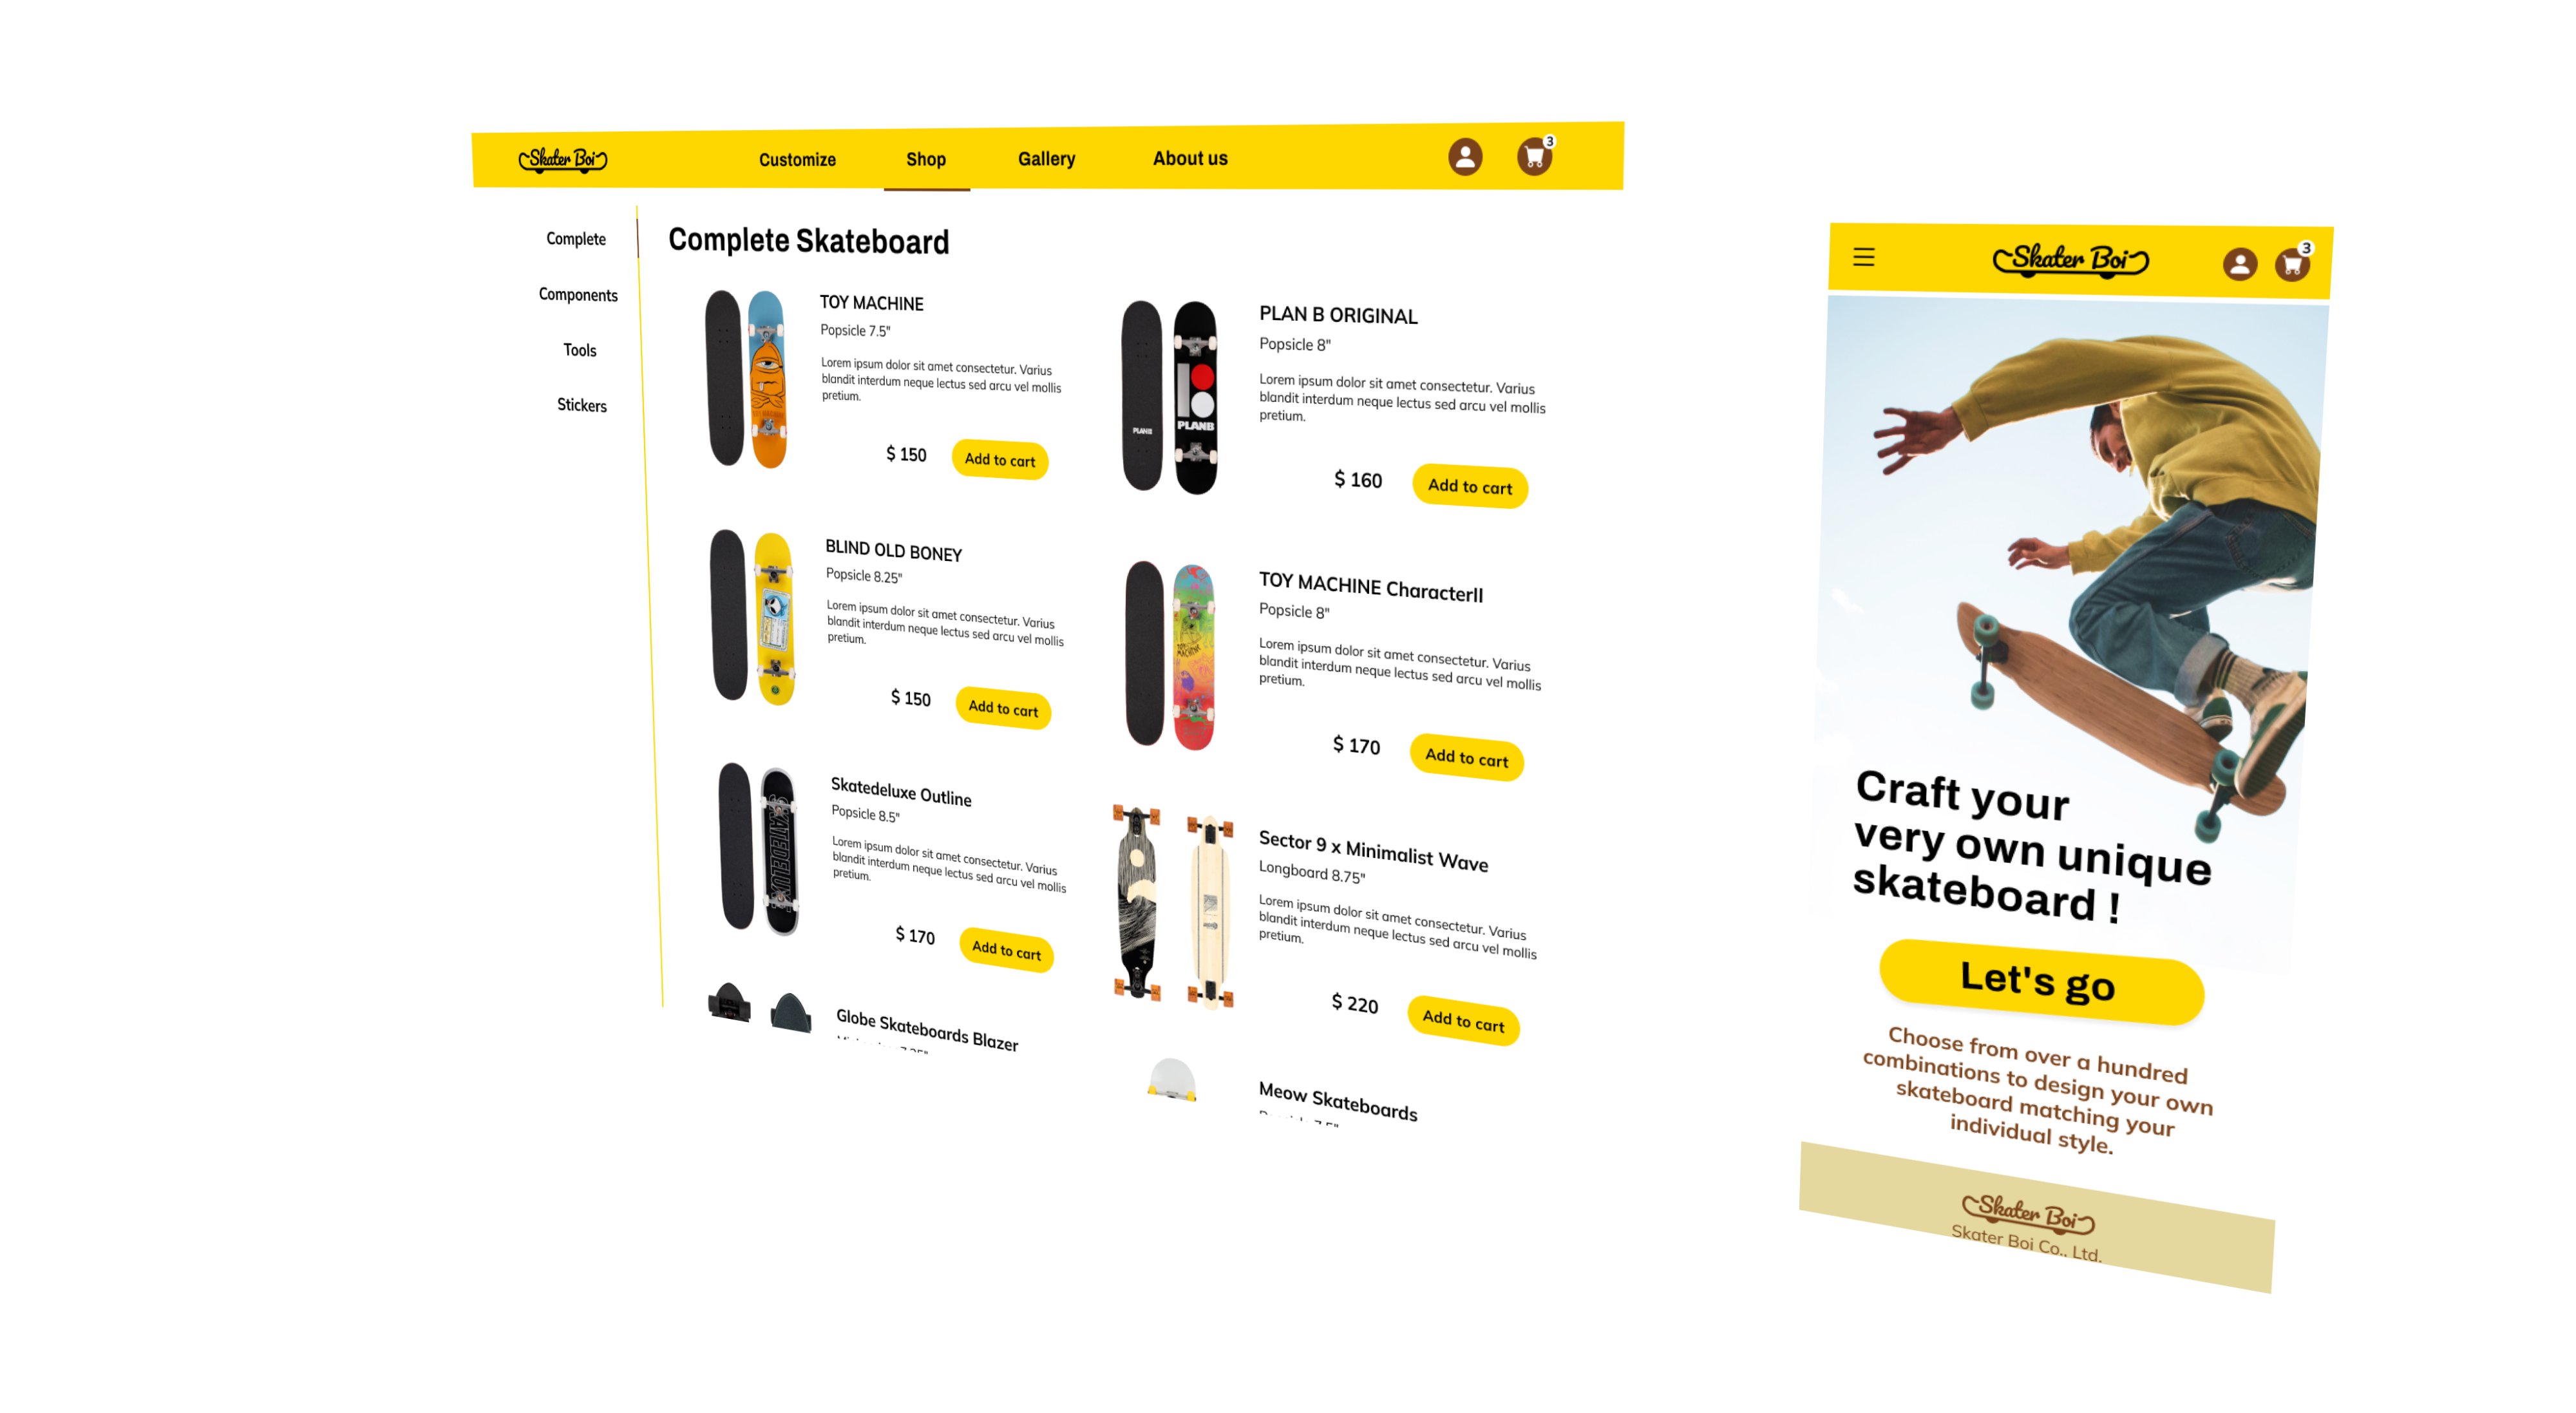 Skater Boi
Customize
Shop
Gallery
About us
3
Complete
Components
Tools
Stickers
Complete Skateboard
TOY MACHINE
Popsicle 7.5"
Lorem ipsum dolor sit amet consectetur. Varius
blandit interdum neque lectus sed arcu vel mollis
pretium.
$ 150
Add to cart
PLANB
PLANB
PLAN B ORIGINAL
Popsicle 8"
Lorem ipsum dolor sit amet consectetur. Varius
blandit interdum neque lectus sed arcu vel mollis
pretium.
$ 160
Add to cart
BLIND OLD BONEY
Popsicle 8.25"
Lorem ipsum dolor sit amet consectetur. Varius
blandit interdum neque lectus sed arcu vel mollis
pretium.
$ 150
Add to cart
TOY
MACHINE
TOY MACHINE CharacterII
Popsicle 8"
Lorem ipsum dolor sit amet consectetur. Varius
blandit interdum neque lectus sed arcu vel mollis
pretium.
$ 170
Add to cart
Skatedeluxe Outline
Popsicle 8.5"
Lorem ipsum dolor sit amet consectetur. Varius
blandit interdum neque lectus sed arcu vel mollis
pretium.
$ 170
Add to cart
Sector 9 x Minimalist Wave
Longboard 8.75"
Lorem ipsum dolor sit amet consectetur. Varius
blandit interdum neque lectus sed arcu vel mollis
pretium.
$ 220
Add to cart
Globe Skateboards Blazer
Meow Skateboards
Skater Boi
3
Craft your
very own unique
skateboard !
Let's go
Choose from over a hundred
combinations to design your own
skateboard matching your
individual style.
Skater Boi
Skater Boi Co., Ltd.